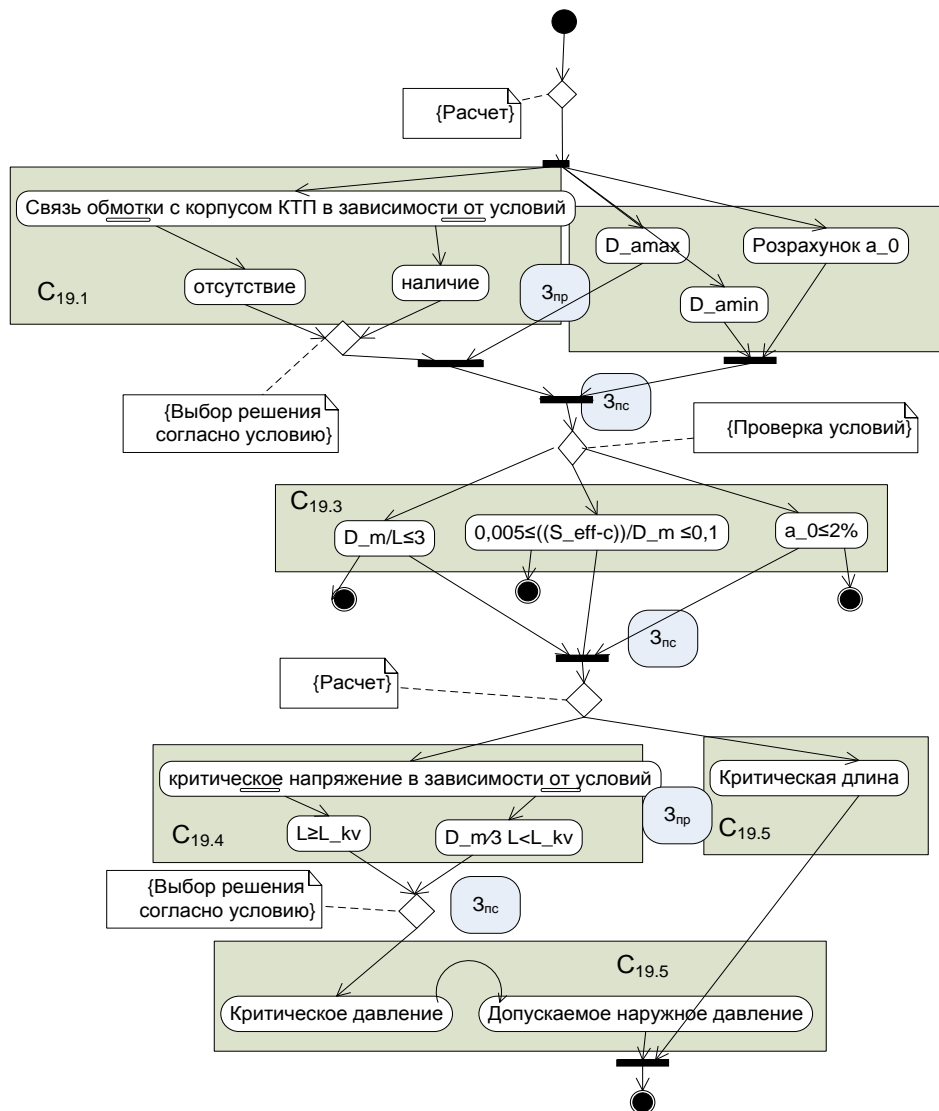 {Расчет}
Связь обмотки с корпусом КТП в зависимости от условий
D_amax
Розрахунок a_0
отсутствие
наличие
C19.1
Зпр
D_amin
{Выбор решения
согласно условию}
Зпс
{Проверка условий}
C19.3
D_m/L≤3
0,005≤((S_eff-c))/D_m ≤0,1
a_0≤2%
Зпс
{Расчет}
критическое напряжение в зависимости от условий
Критическая длина
L≥L_kv
D_m⁄3 L<L_kv
C19.4
Зпр
C19.5
{Выбор решения
согласно условию}
Зпс
C19.5
Критическое давление
Допускаемое наружное давление